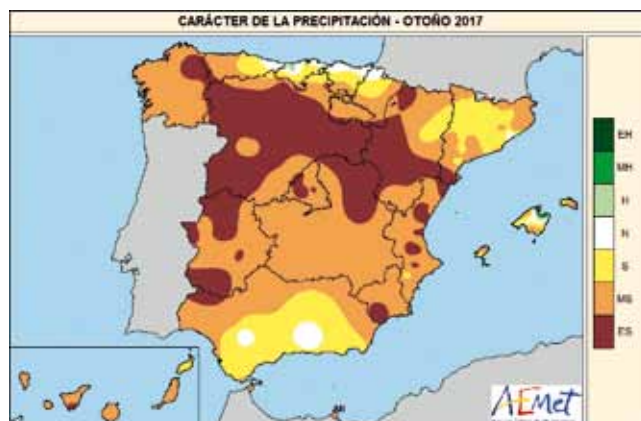 CARÁCTER DE LA PRECIPITACIÓN - OTOÑO 2017
EH
MH
H
N
S
MS
ES
AEMet